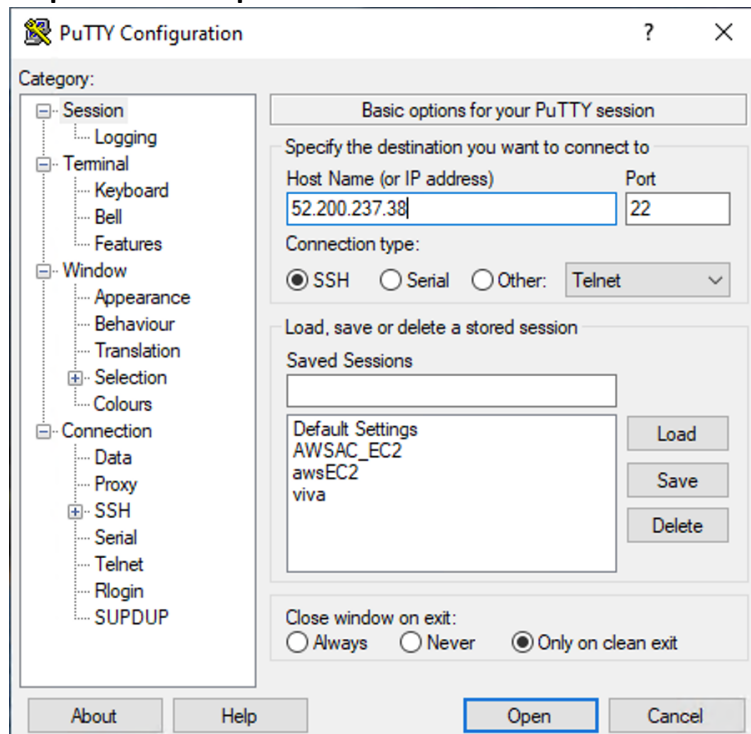 PuTTY Configuration
?
Category:
Session
Logging
Terminal
Keyboard
Bell
Features
Window
Appearance
Behaviour
Translation
Selection
Colours
Connection
Data
Proxy
SSH
Serial
Telnet
Rlogin
SUPDUP
Basic options for your PuTTY session
Specify the destination you want to connect to
Host Name (or IP address) Port
52.200.237.38 22
Connection type:
SSH Serial Other: Telnet
Load, save or delete a stored session
Saved Sessions
Default Settings
AWSAC_EC2
awsEC2
viva
Load
Save
Delete
Close window on exit:
Always Never Only on clean exit
About Help Open Cancel